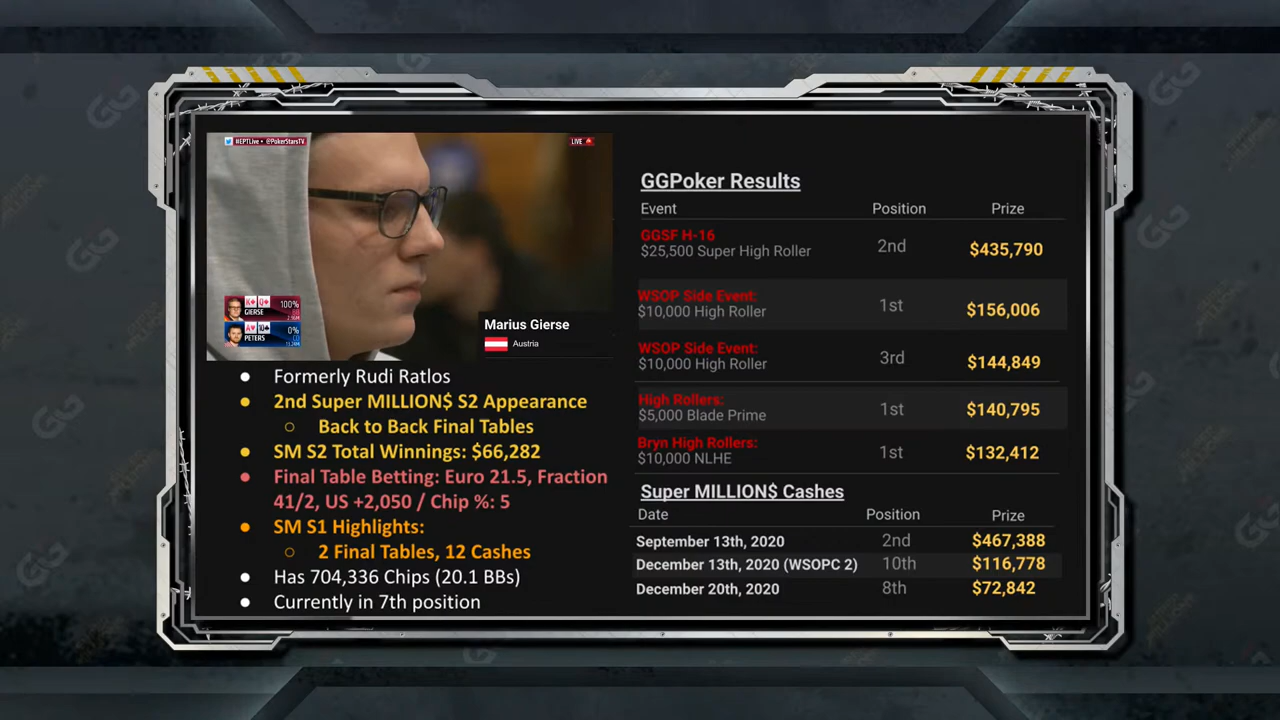 #EPTLive • @PokerStarsTV
LIVE
K♦ Q♦ 100%
GIERSE
A♥ 10♣ 0%
PETERS
Marius Gierse
Austria
● Formerly Rudi Ratlos
● 2nd Super MILLION$ S2 Appearance
○ Back to Back Final Tables
● SM S2 Total Winnings: $66,282
● Final Table Betting: Euro 21.5, Fraction
41/2, US +2,050 / Chip %: 5
● SM S1 Highlights:
○ 2 Final Tables, 12 Cashes
● Has 704,336 Chips (20.1 BBs)
● Currently in 7th position
GGPoker Results
Event Position Prize
GGSF H-16
$25,500 Super High Roller 2nd $435,790
WSOP Side Event:
$10,000 High Roller 1st $156,006
WSOP Side Event:
$10,000 High Roller 3rd $144,849
High Rollers:
$5,000 Blade Prime 1st $140,795
Bryn High Rollers:
$10,000 NLHE 1st $132,412
Super MILLION$ Cashes
Date Position Prize
September 13th, 2020 2nd $467,388
December 13th, 2020 (WSOPC 2) 10th $116,778
December 20th, 2020 8th $72,842